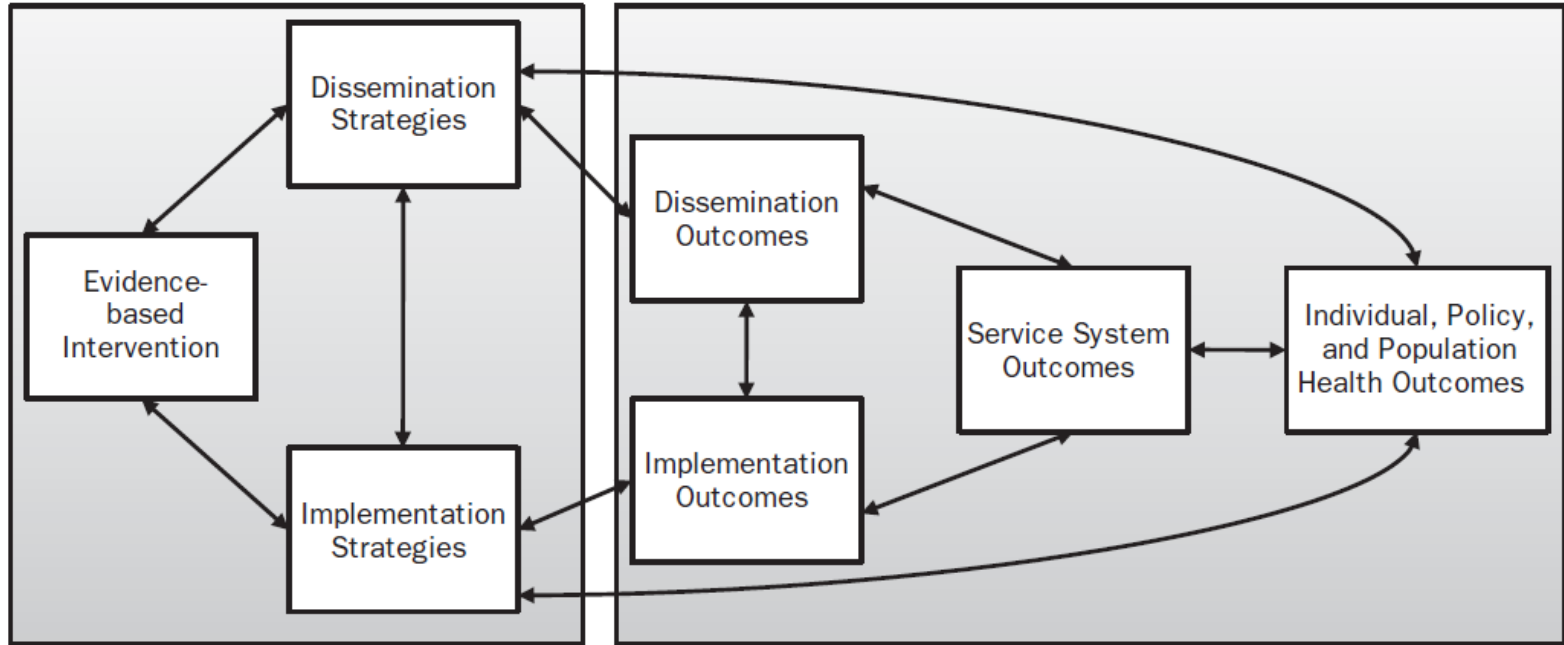 Dissemination
Strategies
Evidence-
based
Intervention
Implementation
Strategies
Dissemination
Outcomes
Implementation
Outcomes
Service System
Outcomes
Individual, Policy,
and Population
Health Outcomes